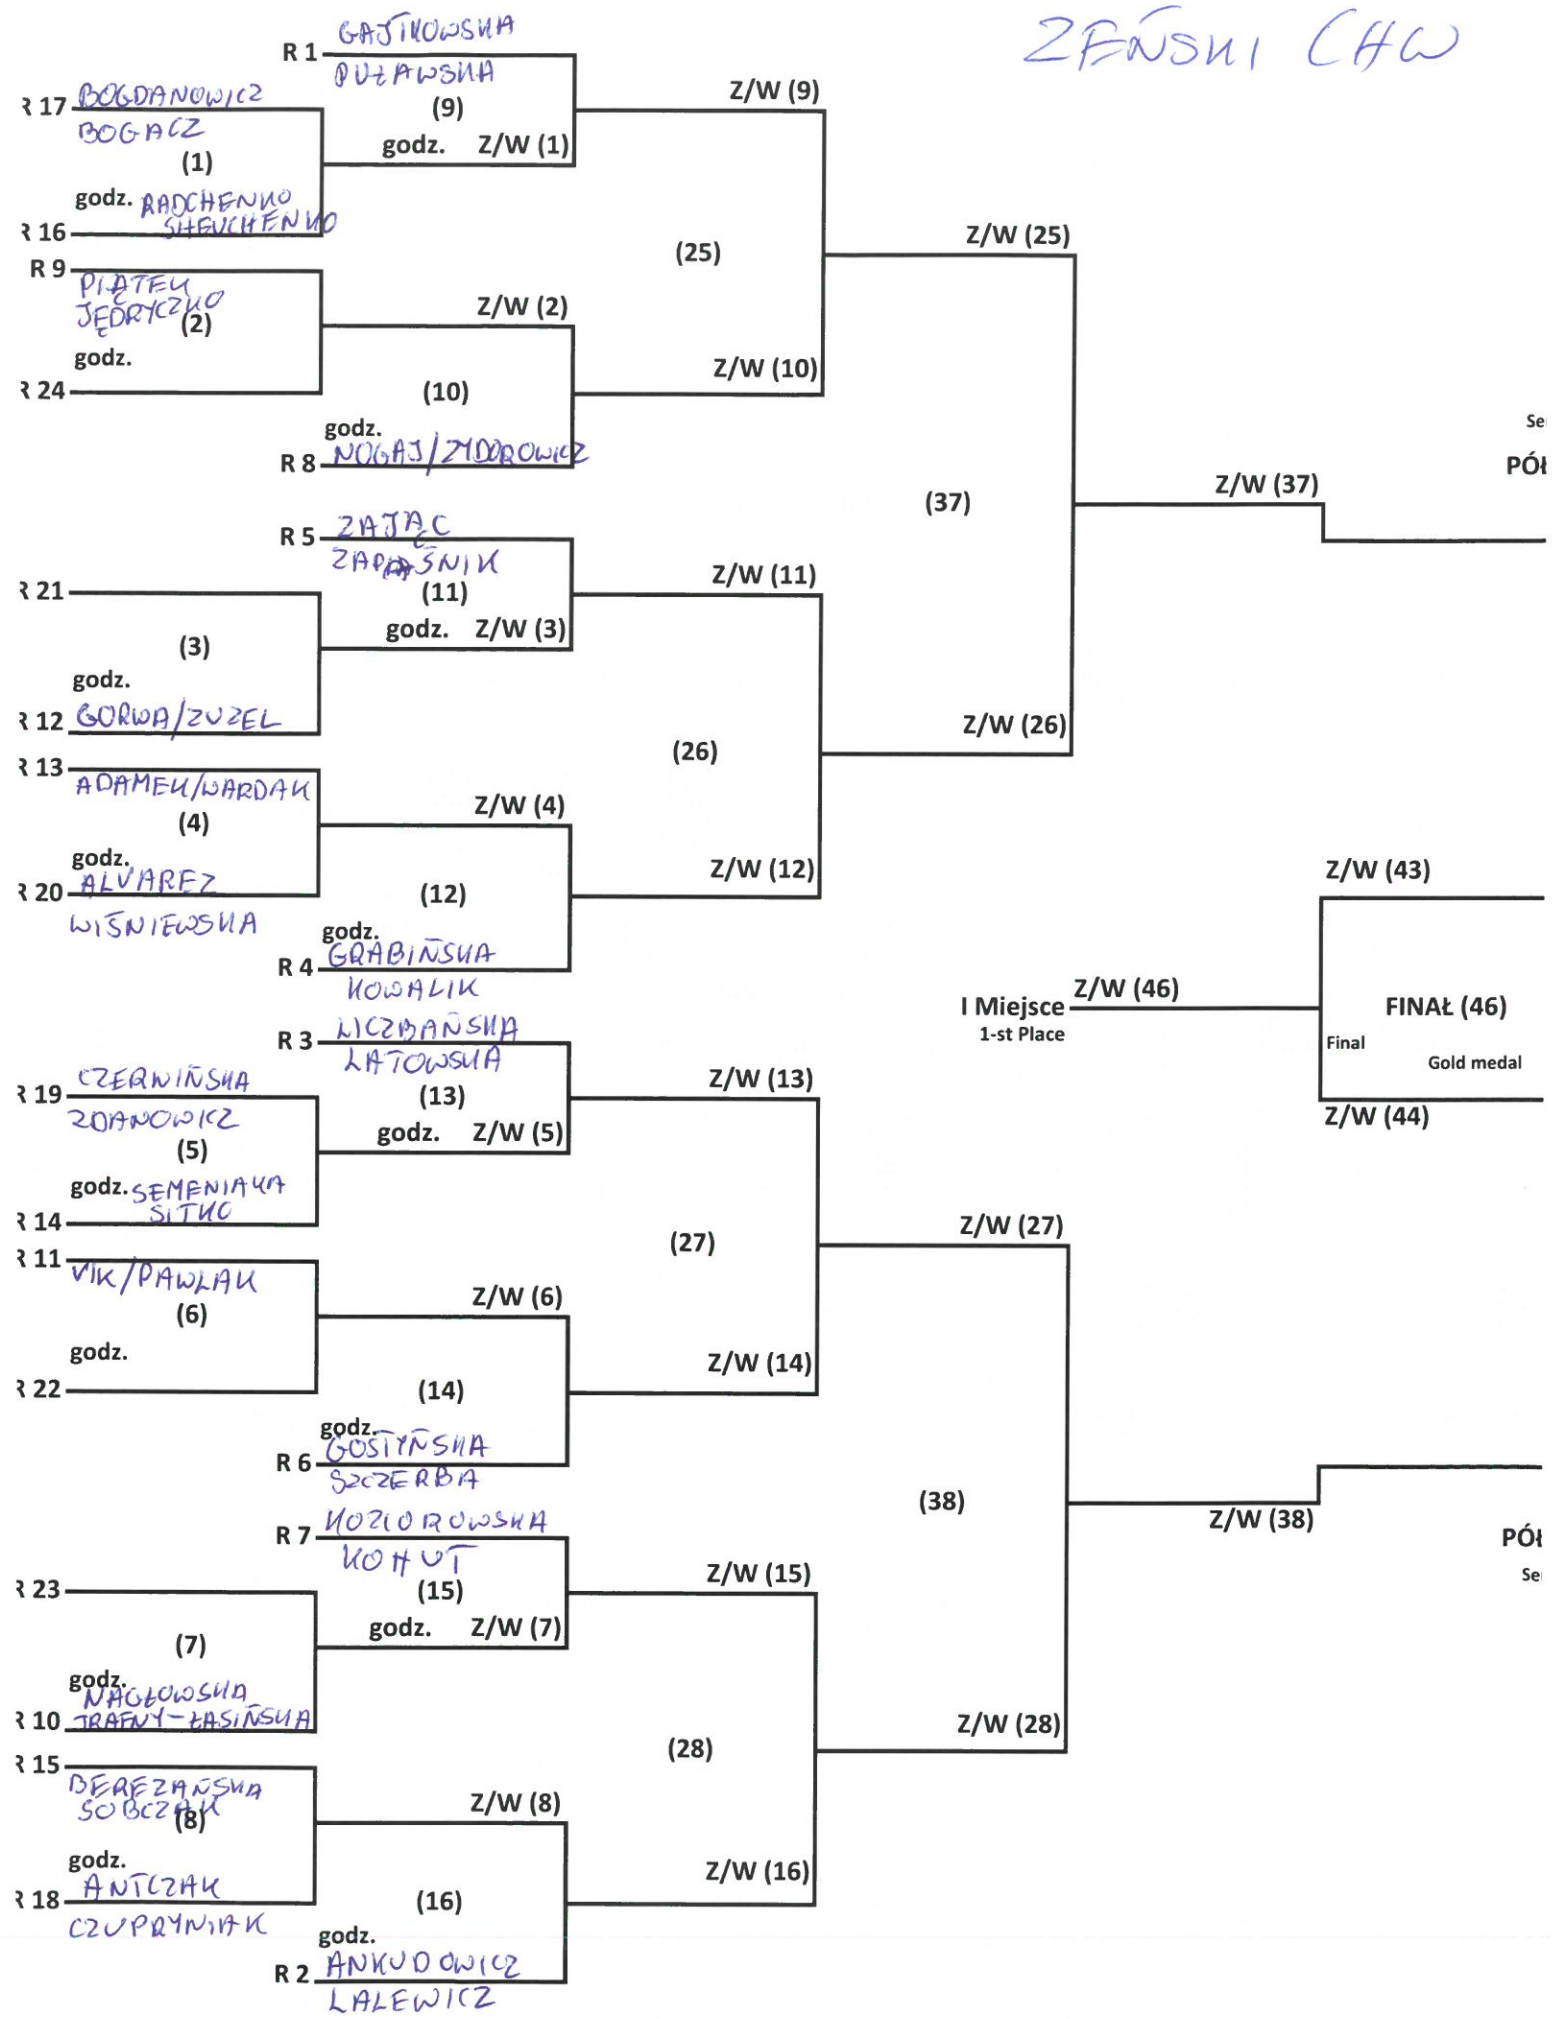 ŻEŃSKI CHW
R 1 GAJKOWSKA
PUŁAWSKA
Z/W (9)
R 17 BOGDANOWICZ
BOGACZ
(9)
godz. Z/W (1)
(1)
godz. RADCHENKO
R 16 SHEVCHENKO
Z/W (25)
(25)
R 9
PIĄTEK
JĘDRYCZKO
(2)
Z/W (2)
godz.
R 24
Z/W (10)
(10)
godz.
R 8 NOGAJ/ZYDOROWICZ
Se
PÓŁ
Z/W (37)
(37)
R 5 ZAJĄC
ZAPAŚNIK
Z/W (11)
R 21
(11)
godz. Z/W (3)
(3)
godz.
R 12 GORWA/ZUZEL
Z/W (26)
(26)
R 13
ADAMEK/WARDAK
Z/W (4)
(4)
godz.
R 20 ALVAREZ
WIŚNIEWSKA
Z/W (12)
(12)
godz.
R 4 GRABIŃSKA
KOWALIK
Z/W (43)
I Miejsce Z/W (46)
1-st Place
FINAŁ (46)
Final
Gold medal
Z/W (44)
R 3 LICZBAŃSKA
LATOWSKA
Z/W (13)
R 19 CZERWIŃSKA
ZDANOWICZ
(13)
godz. Z/W (5)
(5)
godz. SEMENIAKA
R 14 SITKO
Z/W (27)
(27)
R 11
VIK/PAWLAK
(6)
Z/W (6)
godz.
R 22
Z/W (14)
(14)
godz.
R 6 GOSTYŃSKA
SZCZERBA
(38)
Z/W (38)
PÓŁ
Se
R 7 KOZIOROWSKA
KOHUT
Z/W (15)
R 23
(15)
godz. Z/W (7)
(7)
godz.
NAGŁOWSKA
R 10 TRAFNY-ŁASIŃSKA
Z/W (28)
(28)
R 15
BEREZAŃSKA
SOBCZAK
(8)
Z/W (8)
godz.
R 18 ANTCZAK
CZUPRYNIAK
Z/W (16)
(16)
godz.
R 2 ANKUDOWICZ
LALEWICZ